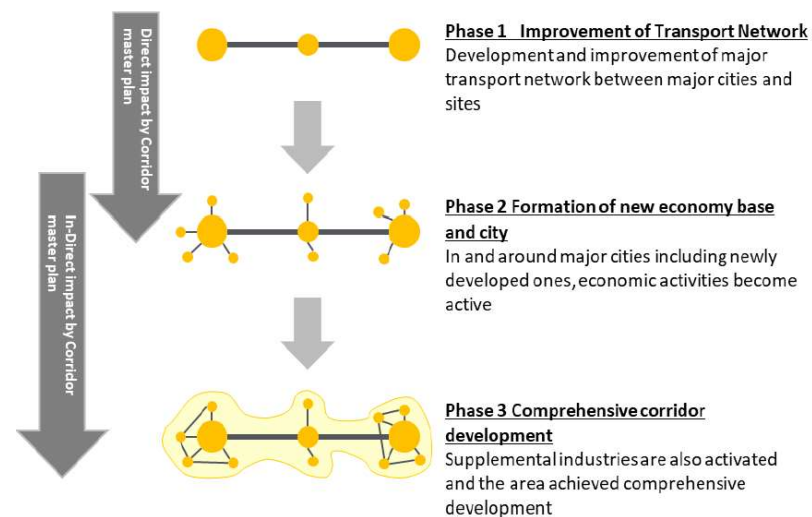 Direct impact by Corridor
master plan
Phase 1 Improvement of Transport Network
Development and improvement of major
transport network between major cities and
sites
In-Direct impact by Corridor
master plan
Phase 2 Formation of new economy base
and city
In and around major cities including newly
developed ones, economic activities become
active
Phase 3 Comprehensive corridor
development
Supplemental industries are also activated
and the area achieved comprehensive
development